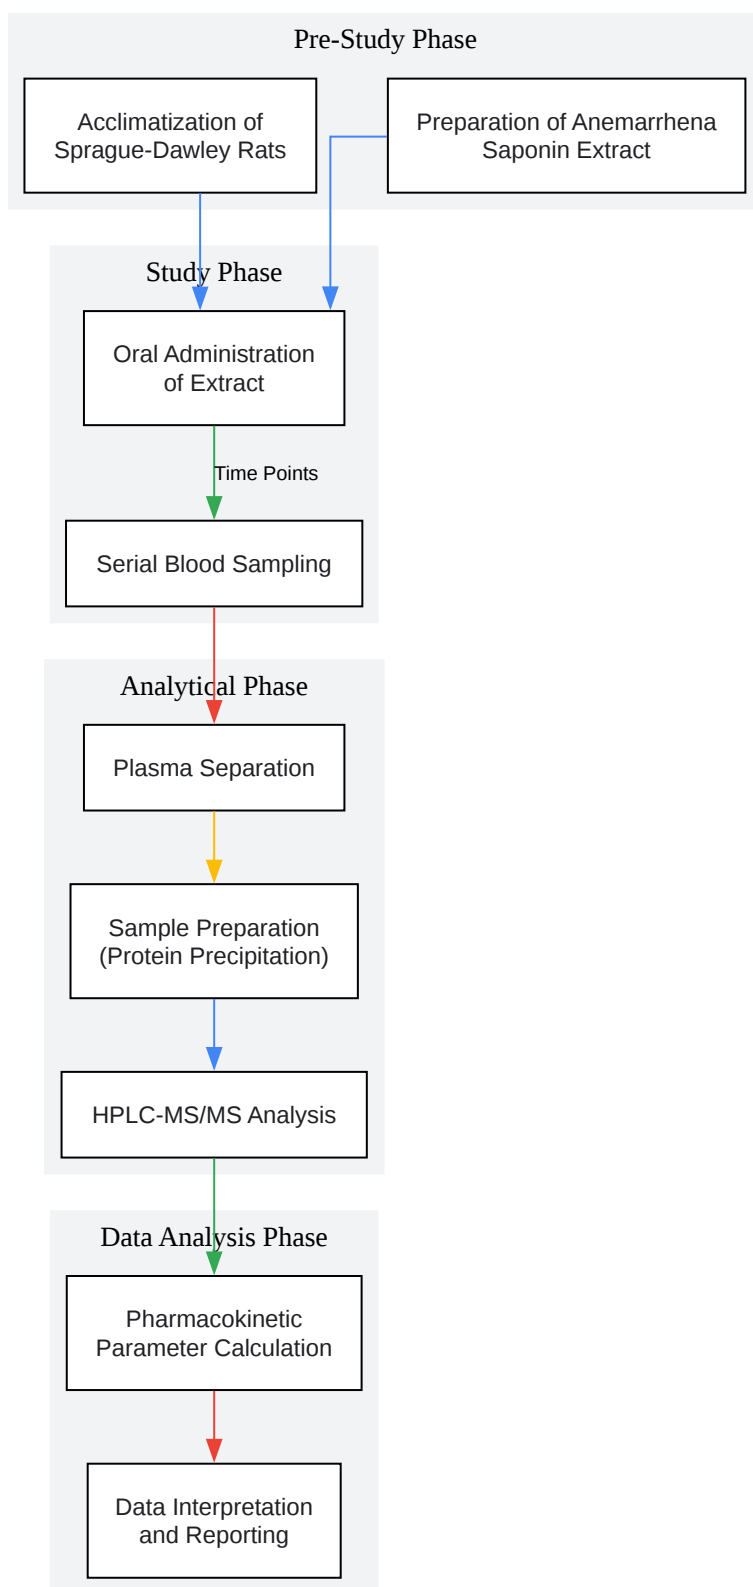 Pre-Study Phase
Acclimatization of
Sprague-Dawley Rats
Preparation of Anemarrhena
Saponin Extract
Study Phase
Oral Administration
of Extract
Time Points
Serial Blood Sampling
Analytical Phase
Plasma Separation
Sample Preparation
(Protein Precipitation)
HPLC-MS/MS Analysis
Data Analysis Phase
Pharmacokinetic
Parameter Calculation
Data Interpretation
and Reporting